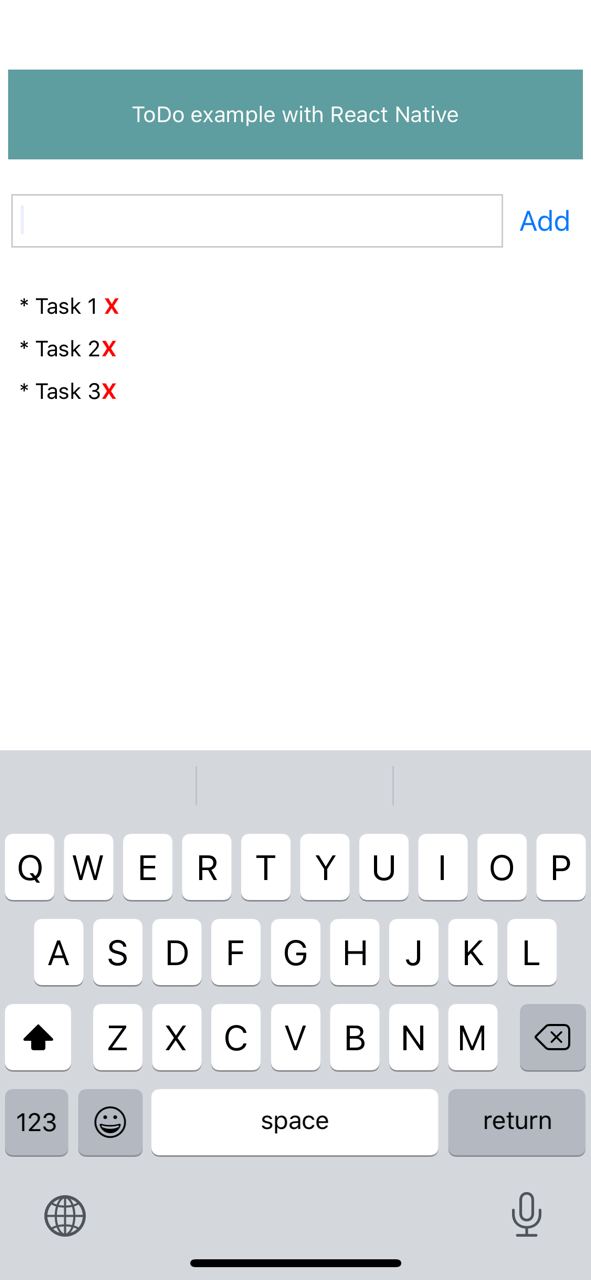 ToDo example with React Native
Add
* Task 1 X
* Task 2X
* Task 3X
Q W E R T Y U I O P
A S D F G H J K L
Z X C V B N M
123 space return